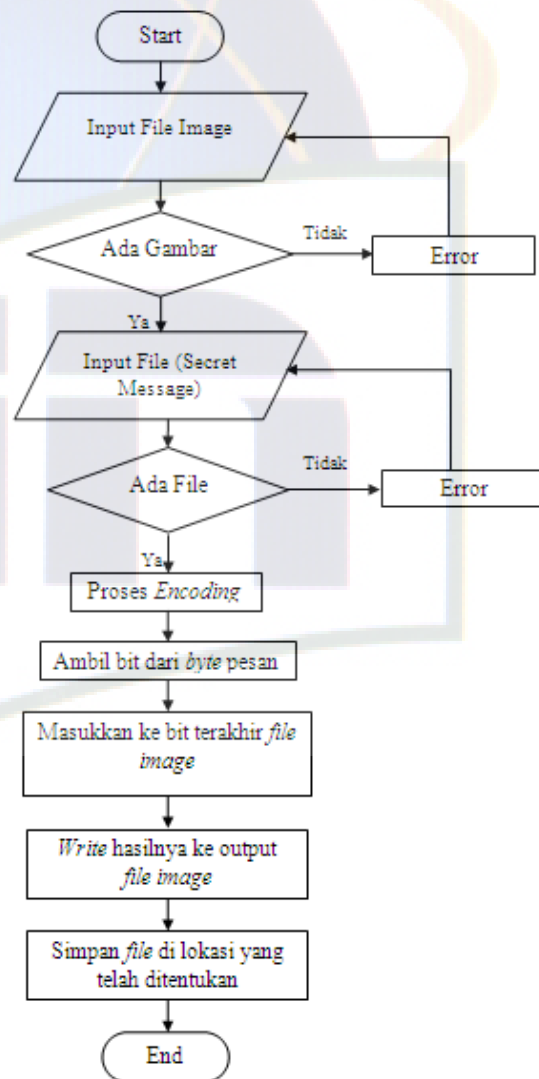 Start
Input File Image
Ada Gambar
Tidak
Error
Ya
Input File (Secret
Message)
Ada File
Tidak
Error
Ya
Proses Encoding
Ambil bit dari byte pesan
Masukkan ke bit terakhir file
image
Write hasilnya ke output
file image
Simpan file di lokasi yang
telah ditentukan
End